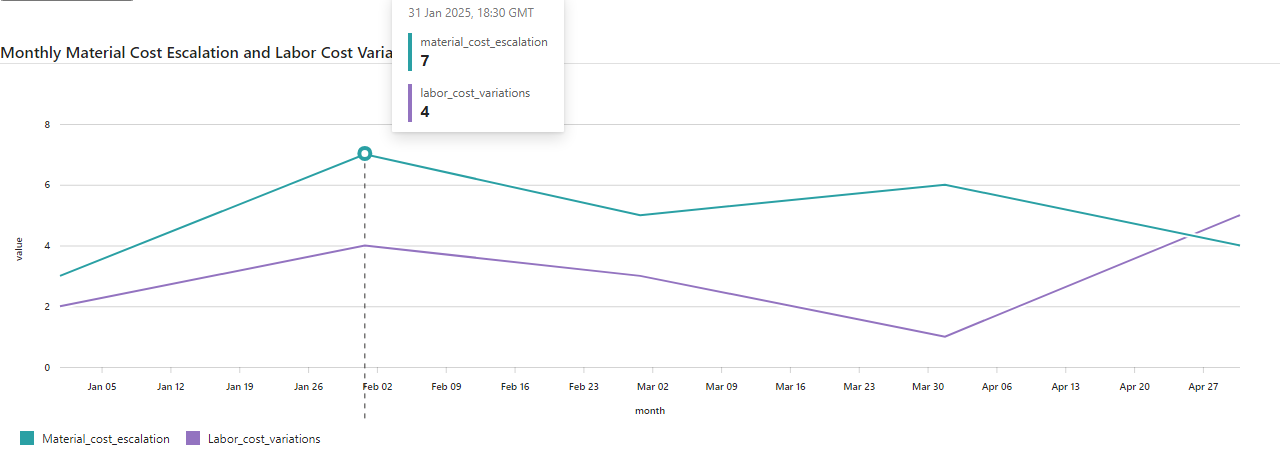 31 Jan 2025, 18:30 GMT
material_cost_escalation
7
labor_cost_variations
4
Monthly Material Cost Escalation and Labor Cost Varia
8
6
4
2
0
value
Jan 05 Jan 12 Jan 19 Jan 26 Feb 02 Feb 09 Feb 16 Feb 23 Mar 02 Mar 09 Mar 16 Mar 23 Mar 30 Apr 06 Apr 13 Apr 20 Apr 27
month
Material_cost_escalation Labor_cost_variations